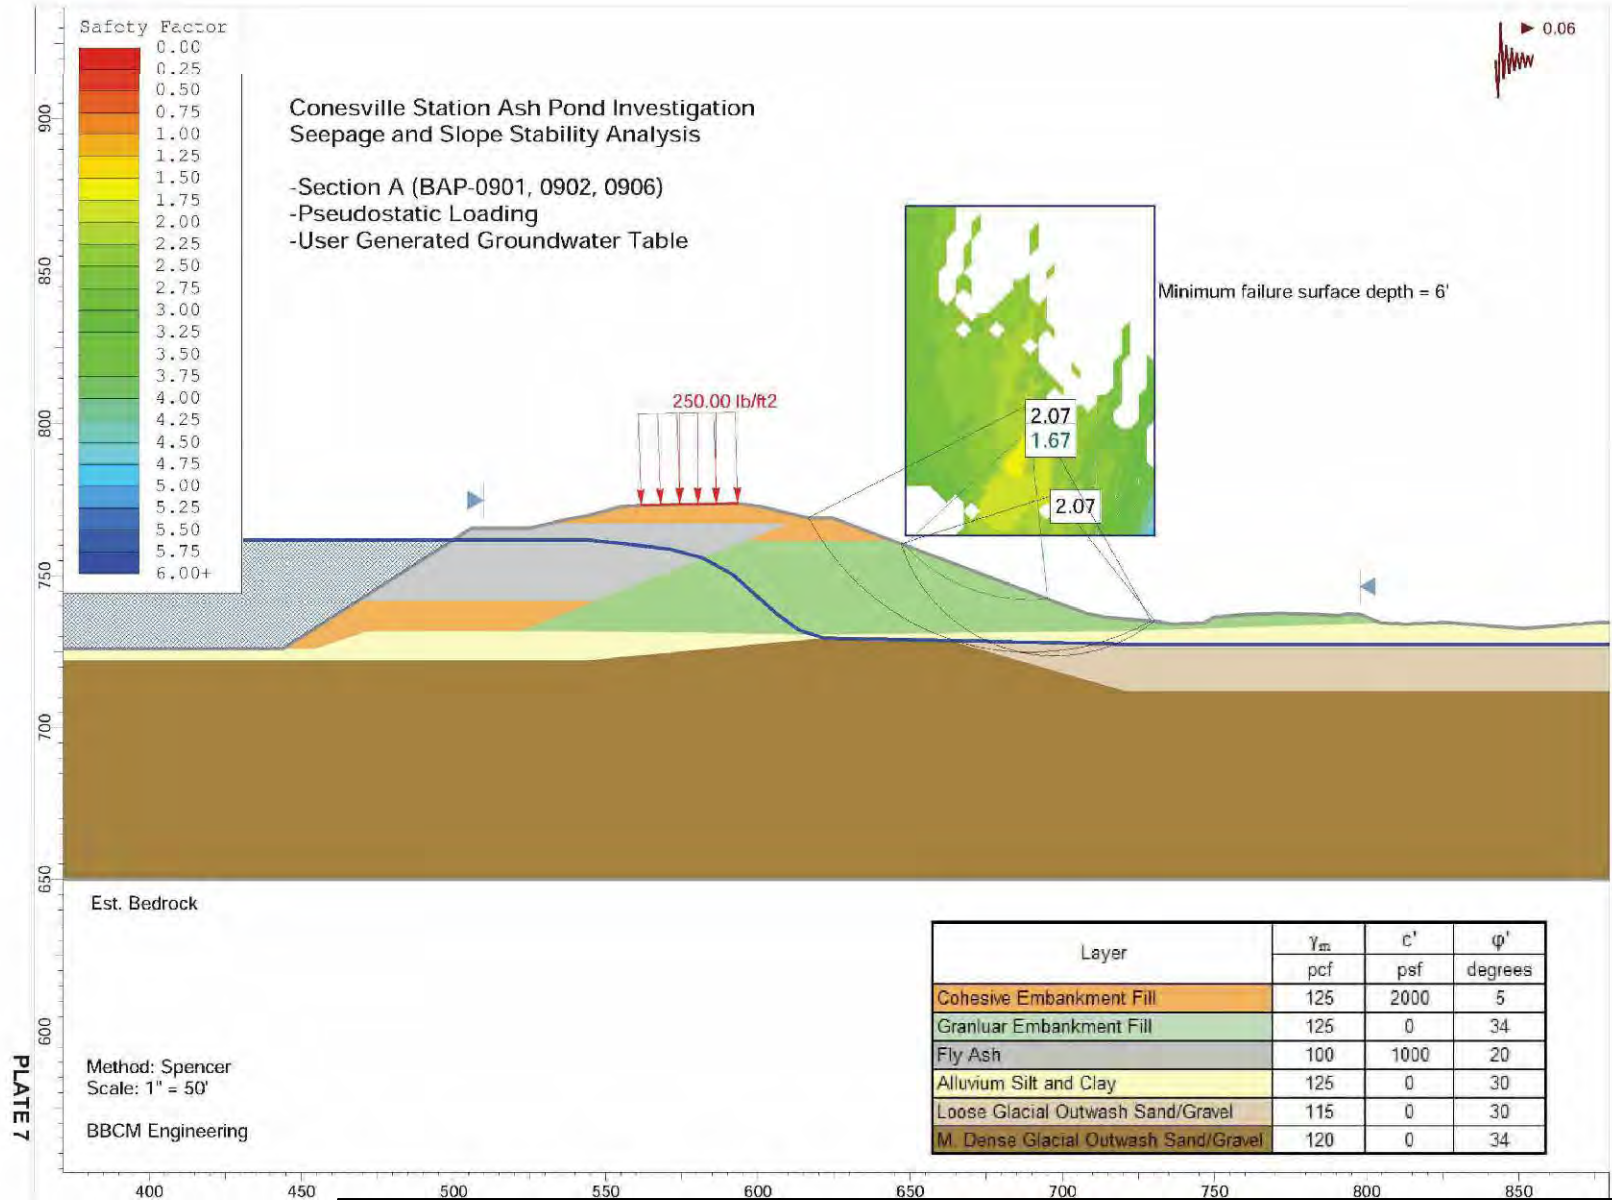 Safety Factor
0.00
0.25
0.50
0.75
1.00
1.25
1.50
1.75
2.00
2.25
2.50
2.75
3.00
3.25
3.50
3.75
4.00
4.25
4.50
4.75
5.00
5.25
5.50
5.75
6.00+
0.06
Conesville Station Ash Pond Investigation
Seepage and Slope Stability Analysis
-Section A (BAP-0901, 0902, 0906)
-Pseudostatic Loading
-User Generated Groundwater Table
Minimum failure surface depth = 6'
250.00 lb/ft2
2.07
1.67
2.07
900
850
800
750
700
650
600
Est. Bedrock
Method: Spencer
Scale: 1" = 50'
BBCM Engineering
PLATE 7
Layer γm c' φ'
pcf psf degrees
Cohesive Embankment Fill 125 2000 5
Granluar Embankment Fill 125 0 34
Fly Ash 100 1000 20
Alluvium Silt and Clay 125 0 30
Loose Glacial Outwash Sand/Gravel 115 0 30
M. Dense Glacial Outwash Sand/Gravel 120 0 34
400 450 500 550 600 650 700 750 800 850